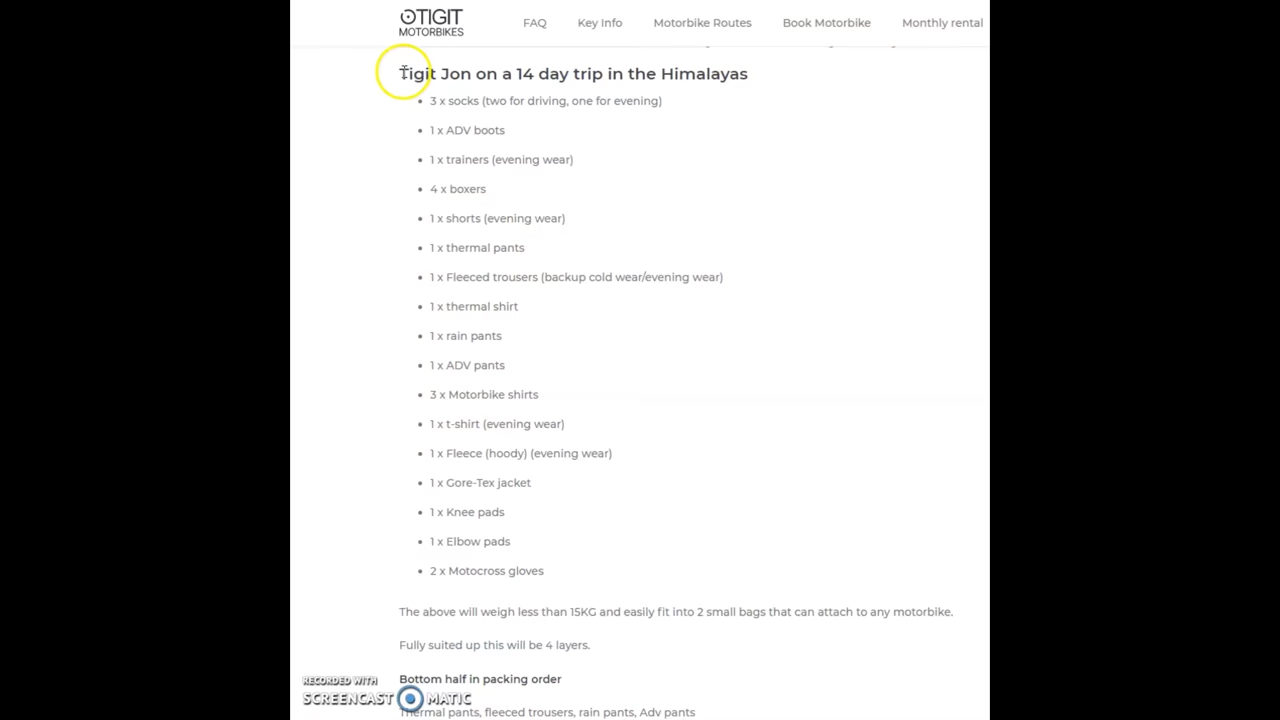 TIGIT
MOTORBIKES
FAQ
Key Info
Motorbike Routes
Book Motorbike
Monthly rental
Tigit Jon on a 14 day trip in the Himalayas
• 3 x socks (two for driving, one for evening)
• 1 x ADV boots
• 1 x trainers (evening wear)
• 4 x boxers
• 1 x shorts (evening wear)
• 1 x thermal pants
• 1 x Fleeced trousers (backup cold wear/evening wear)
• 1 x thermal shirt
• 1 x rain pants
• 1 x ADV pants
• 3 x Motorbike shirts
• 1 x t-shirt (evening wear)
• 1 x Fleece (hoody) (evening wear)
• 1 x Gore-Tex jacket
• 1 x Knee pads
• 1 x Elbow pads
• 2 x Motocross gloves
The above will weigh less than 15KG and easily fit into 2 small bags that can attach to any motorbike.
Fully suited up this will be 4 layers.
Bottom half in packing order
Thermal pants, fleeced trousers, rain pants, Adv pants
RECORDED WITH
SCREENCAST MATIC